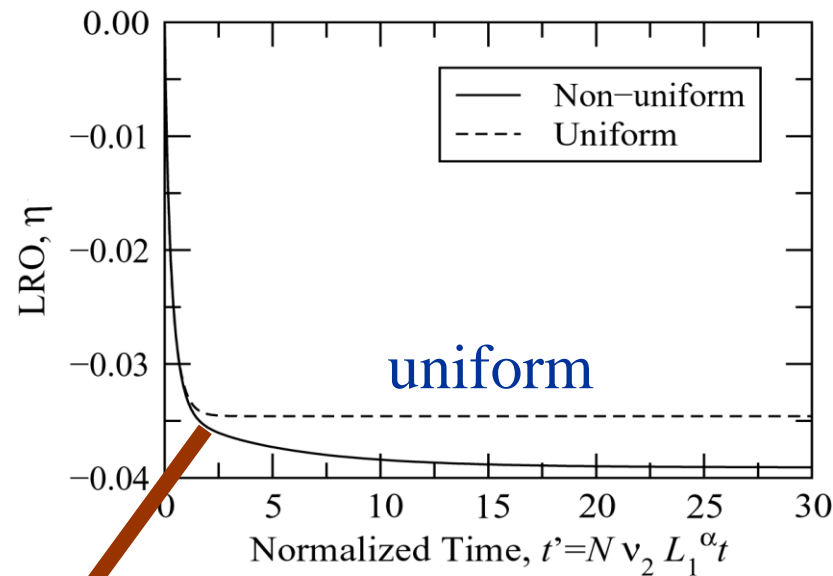 0.00
Non−uniform
Uniform
−0.01
−0.02
LRO, η
−0.03
uniform
−0.04
0 5 10 15 20 25 30
Normalized Time, t’=N ν₂ L₁ᵅt